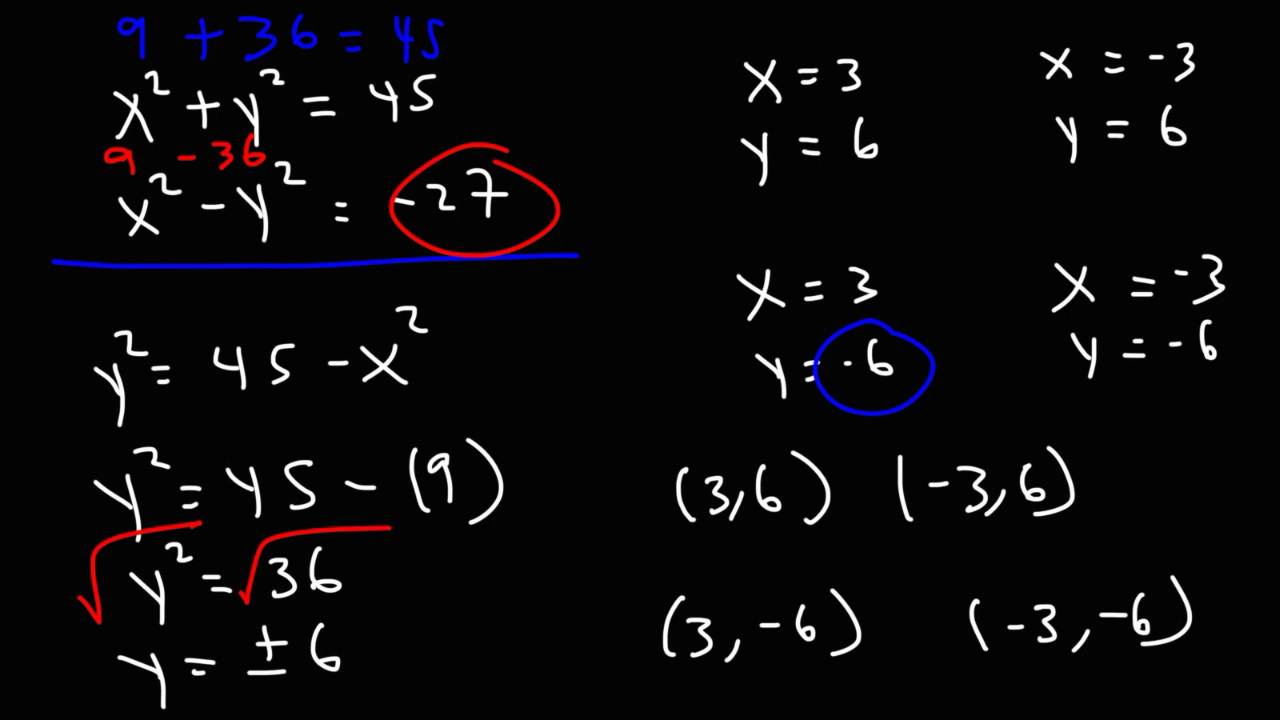 9 + 36 = 45
x² + y² = 45
9 - 36
x² - y² = -27
y² = 45 - x²
y² = 45 - (9)
√y² = √36
y = ± 6
x = 3
y = 6
x = -3
y = 6
x = 3
y = -6
x = -3
y = -6
(3, 6) (-3, 6)
(3, -6) (-3, -6)